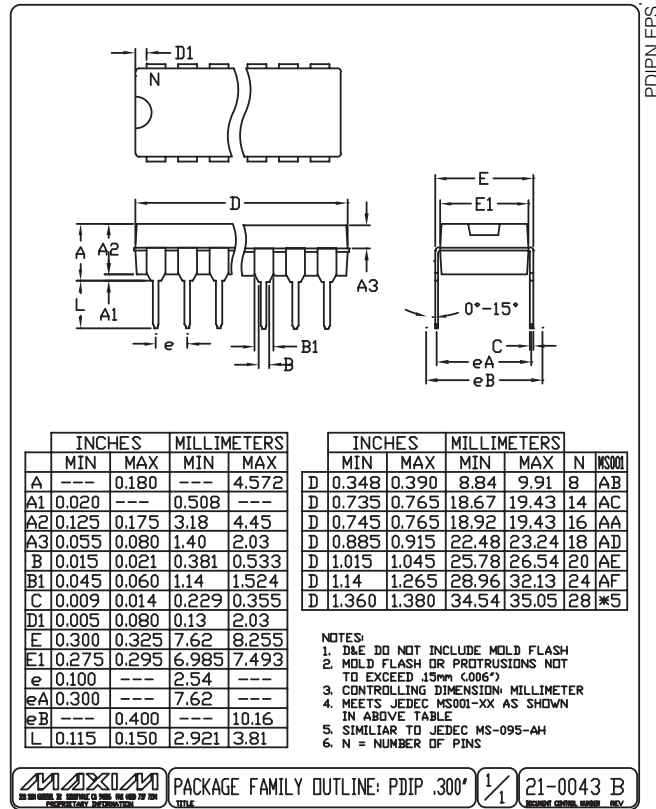 PDIPN.EPS
D1
N
D
A
A2
L
A1
A3
e
B1
B
E
E1
0°-15°
C
eA
eB
INCHES MILLIMETERS
MIN MAX MIN MAX
A --- 0.180 --- 4.572
A1 0.020 --- 0.508 ---
A2 0.125 0.175 3.18 4.45
A3 0.055 0.080 1.40 2.03
B 0.015 0.021 0.381 0.533
B1 0.045 0.060 1.14 1.524
C 0.009 0.014 0.229 0.355
D1 0.005 0.080 0.13 2.03
E 0.300 0.325 7.62 8.255
E1 0.275 0.295 6.985 7.493
e 0.100 --- 2.54 ---
eA 0.300 --- 7.62 ---
eB --- 0.400 --- 10.16
L 0.115 0.150 2.921 3.81
INCHES MILLIMETERS
MIN MAX MIN MAX N MS001
D 0.348 0.390 8.84 9.91 8 AB
D 0.735 0.765 18.67 19.43 14 AC
D 0.745 0.765 18.92 19.43 16 AA
D 0.885 0.915 22.48 23.24 18 AD
D 1.015 1.045 25.78 26.54 20 AE
D 1.14 1.265 28.96 32.13 24 AF
D 1.360 1.380 34.54 35.05 28 *5
NOTES:
1. D&E DO NOT INCLUDE MOLD FLASH
2. MOLD FLASH OR PROTRUSIONS NOT
TO EXCEED .15mm (.006")
3. CONTROLLING DIMENSION: MILLIMETER
4. MEETS JEDEC MS001-XX AS SHOWN
IN ABOVE TABLE
5. SIMILIAR TO JEDEC MS-095-AH
6. N = NUMBER OF PINS
MAXIM
PROPRIETARY INFORMATION
PACKAGE FAMILY OUTLINE: PDIP .300"
TITLE
1/1
21-0043 B
DOCUMENT CONTROL NUMBER REV